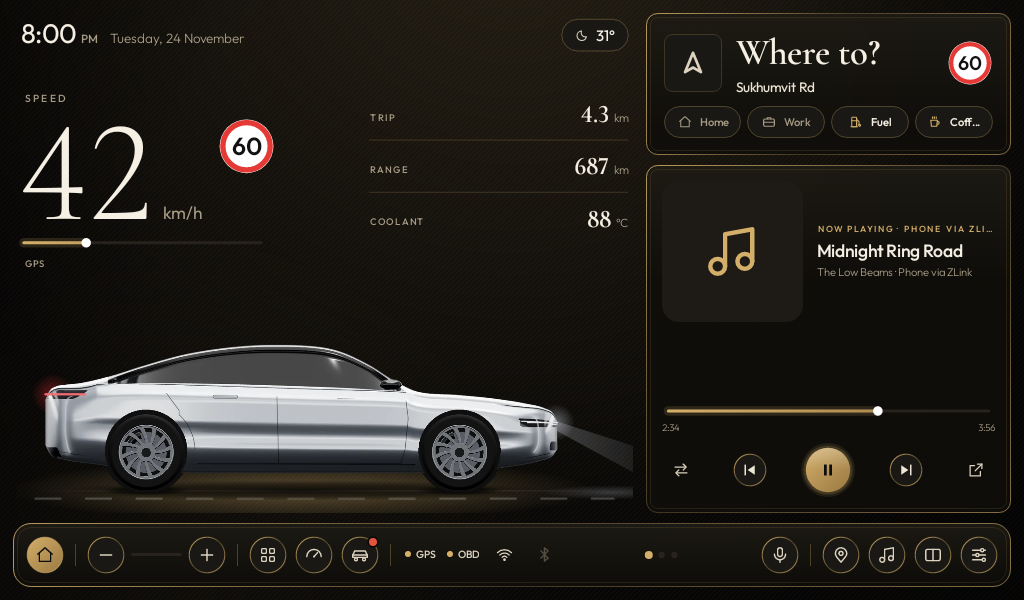 8:00 PM Tuesday, 24 November
31°
SPEED
42 km/h
60
GPS
TRIP 4.3 km
RANGE 687 km
COOLANT 88 °C
Where to?
Sukhumvit Rd
60
Home Work Fuel Coff...
NOW PLAYING · PHONE VIA ZLI...
Midnight Ring Road
The Low Beams · Phone via ZLink
2:34 3:56
GPS OBD